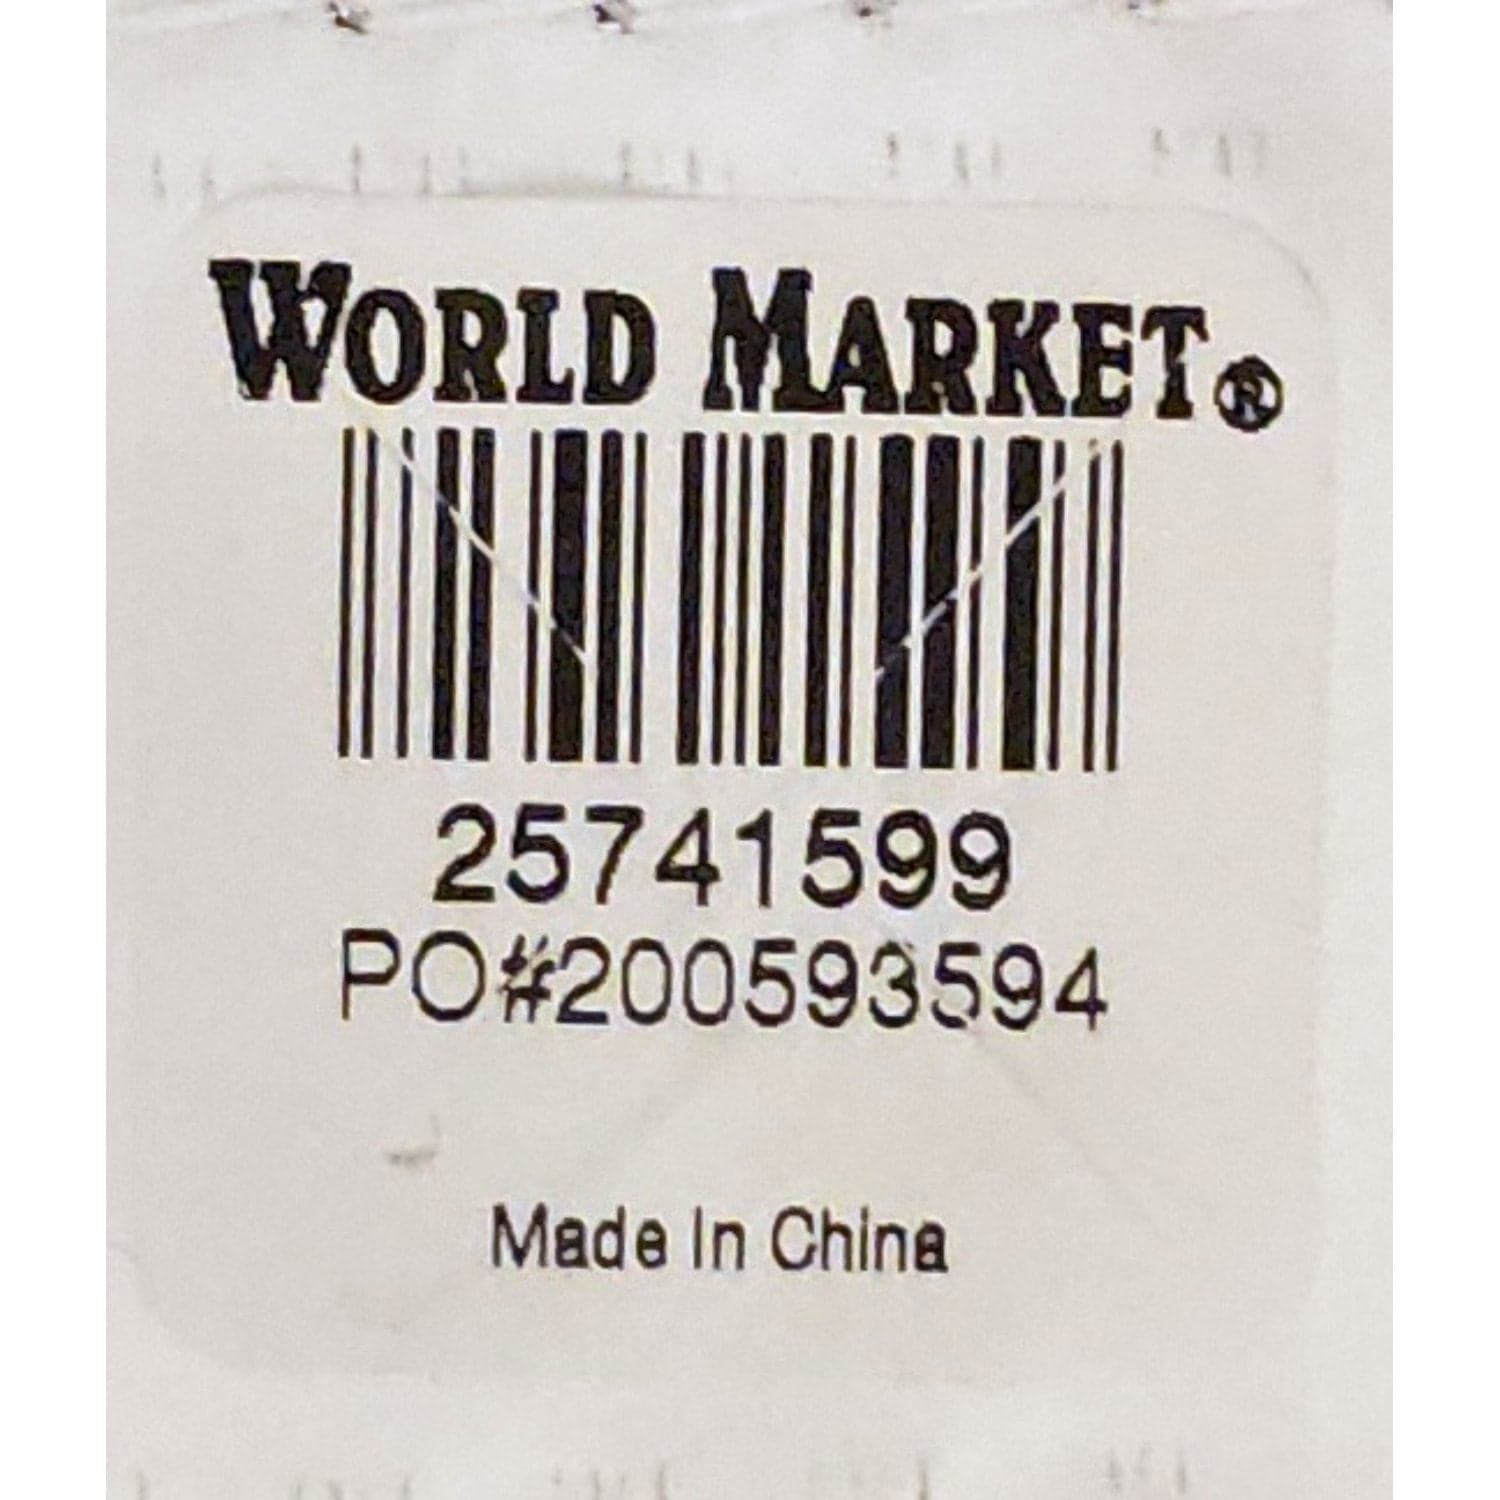 WORLD MARKET®
25741599
PO#200593594
Made In China